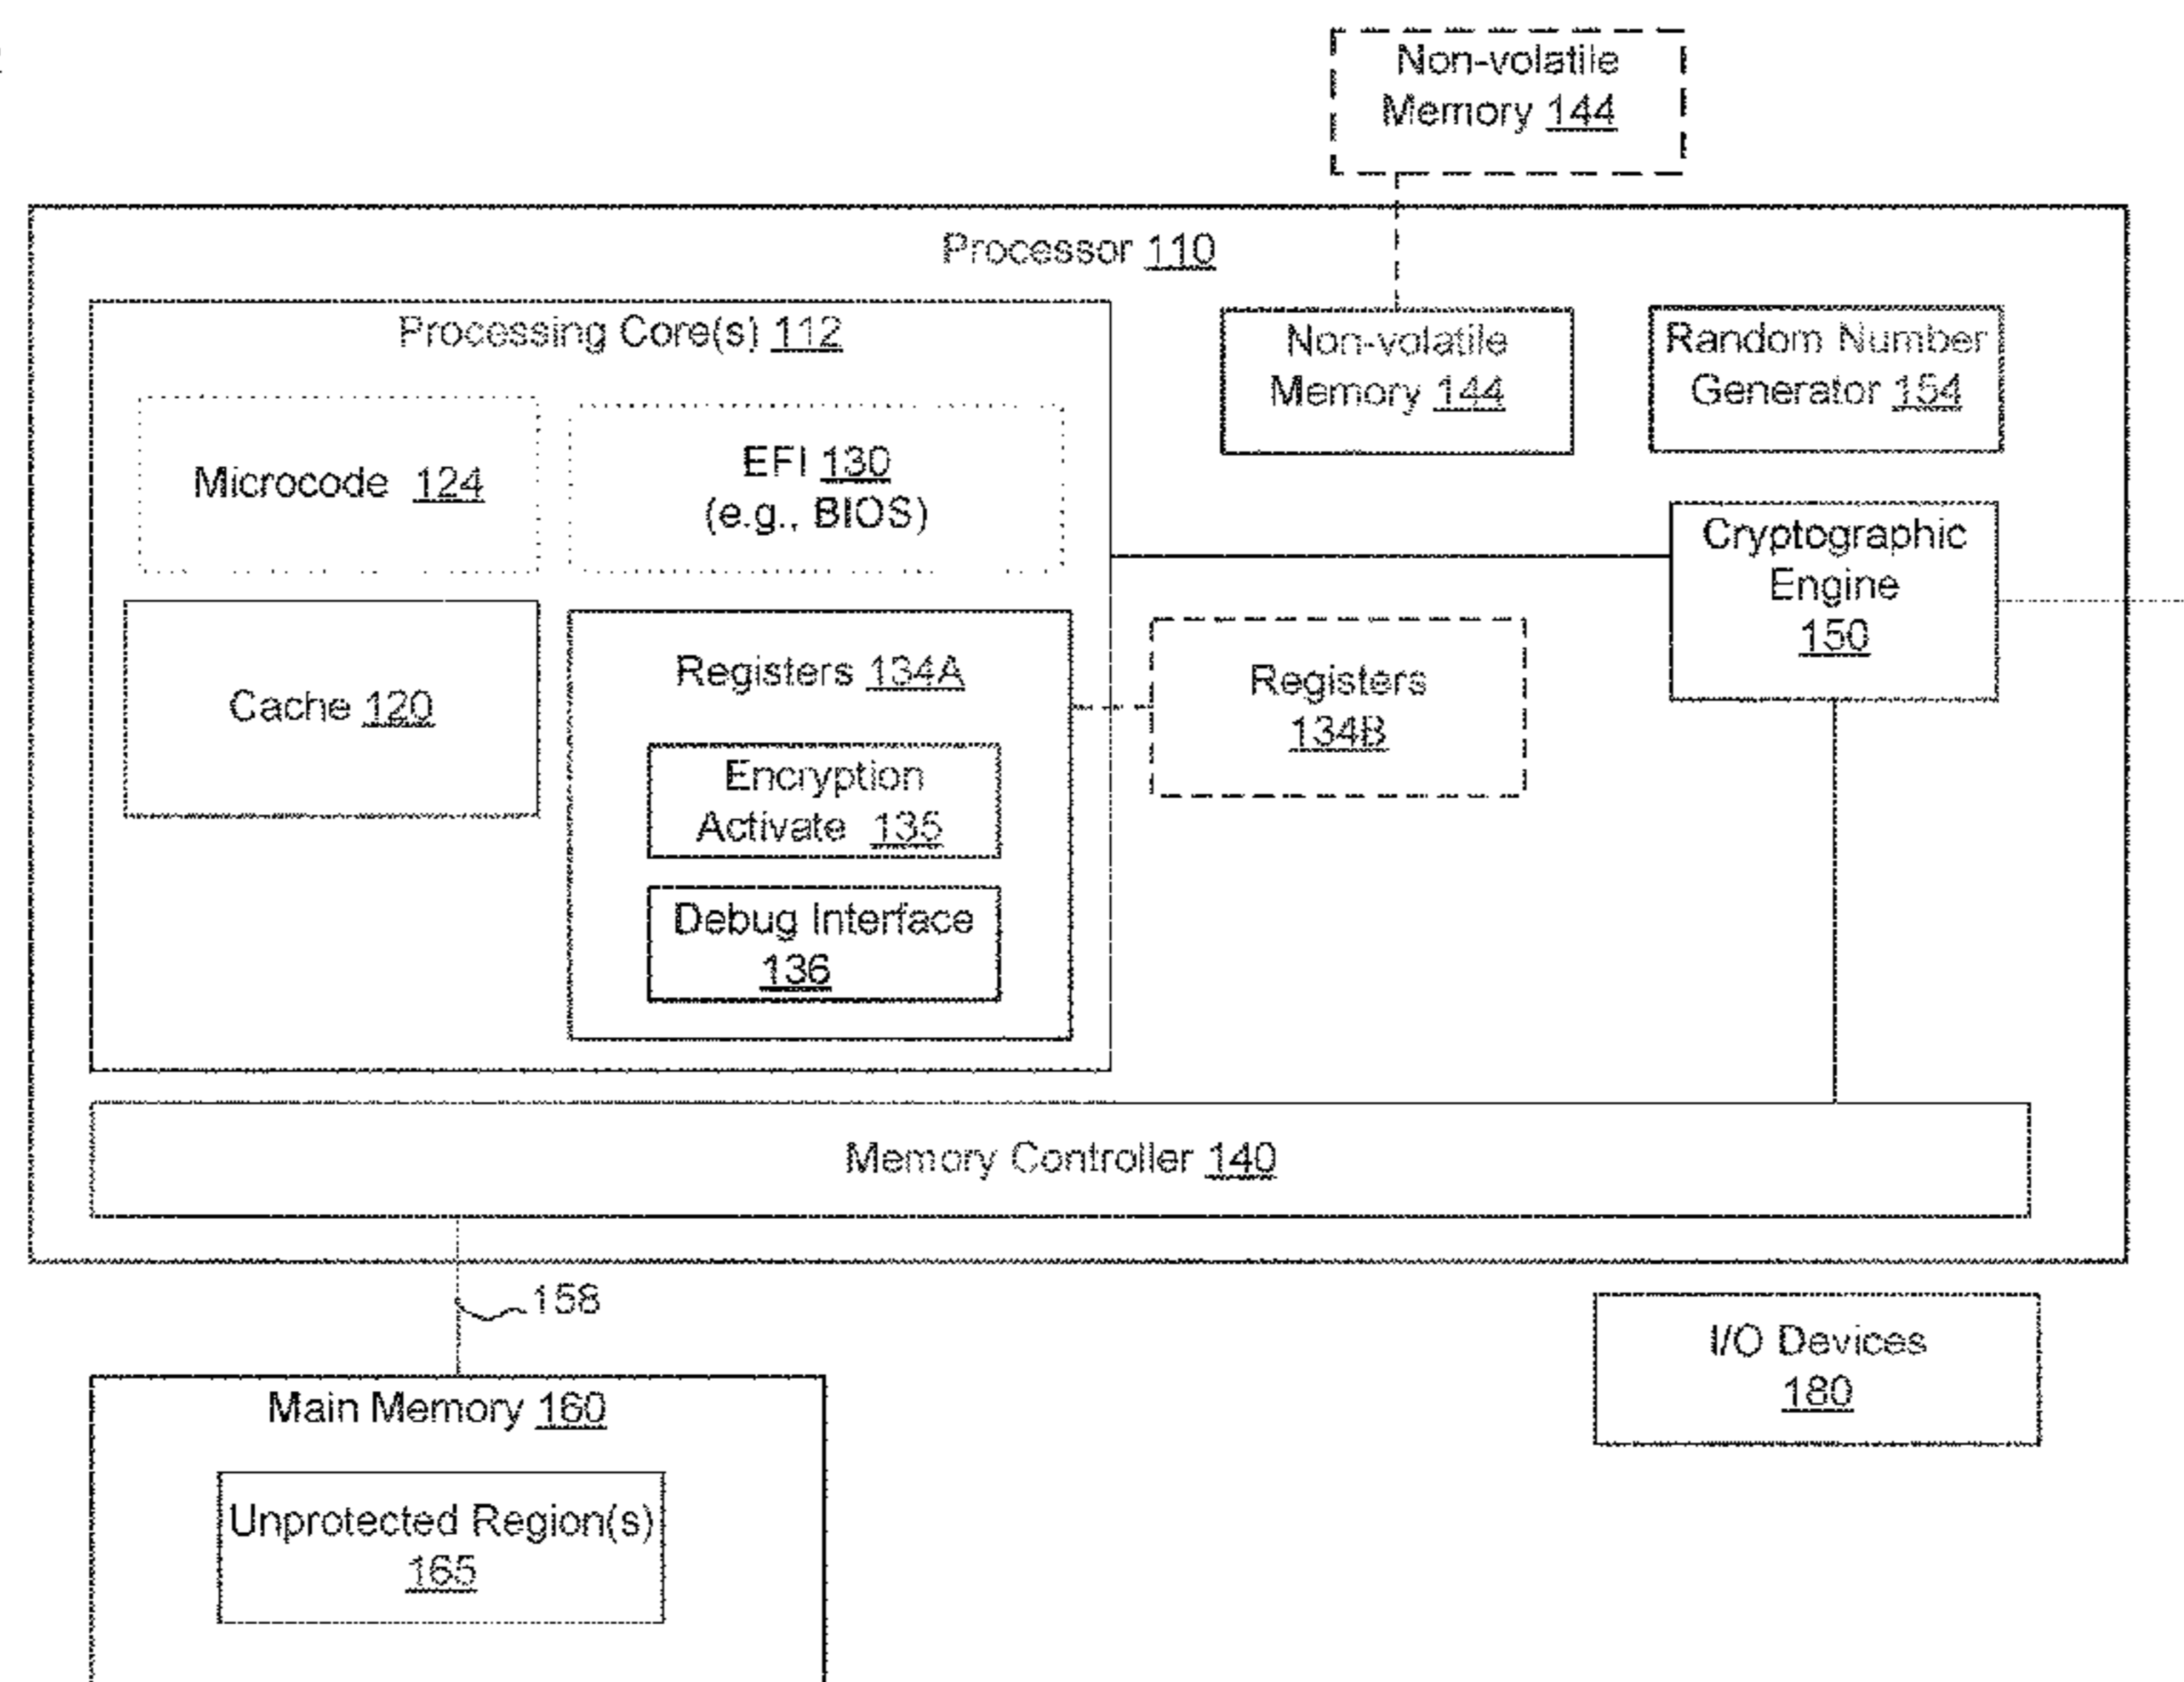 Non-volatile
Memory 144
Processor 110
Processing Core(s) 112
Non-volatile
Memory 144
Random Number
Generator 154
Microcode 124
EFI 130
(e.g., BIOS)
Cryptographic
Engine
150
Cache 120
Registers 134A
Registers
134B
Encryption
Activate 135
Debug Interface
136
Memory Controller 140
158
I/O Devices
180
Main Memory 160
Unprotected Region(s)
165